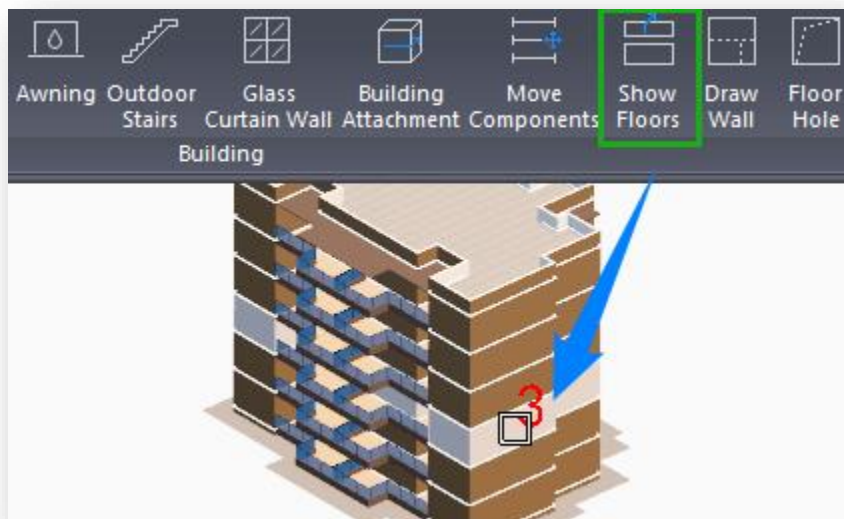 Awning Outdoor Stairs Glass Curtain Wall Building Attachment Move Components Show Floors Draw Wall Floor Hole
Building
3